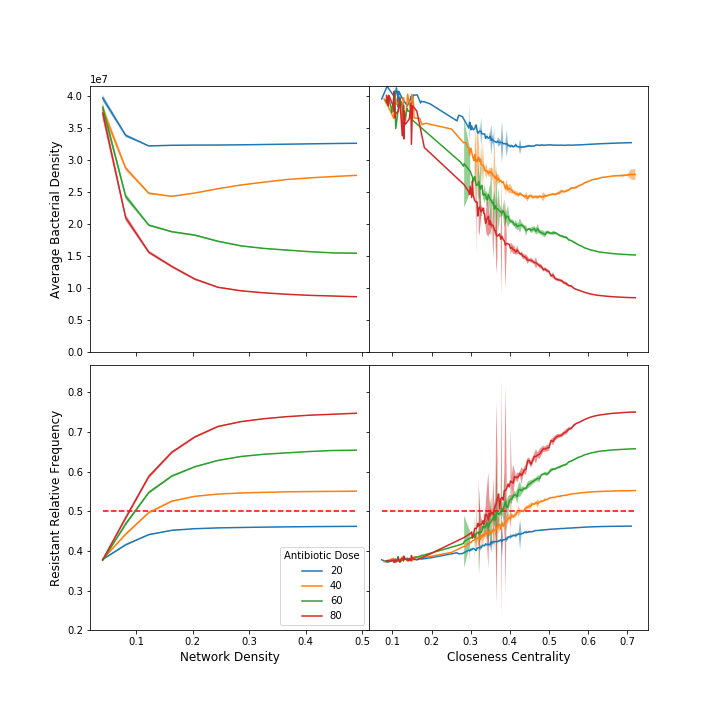 1e7
4.0
3.5
3.0
2.5
2.0
1.5
1.0
0.5
0.0
Average Bacterial Density
0.8
0.7
0.6
0.5
0.4
0.3
0.2
Resistant Relative Frequency
Antibiotic Dose
20
40
60
80
0.1 0.2 0.3 0.4 0.5
0.1 0.2 0.3 0.4 0.5 0.6 0.7
Network Density
Closeness Centrality